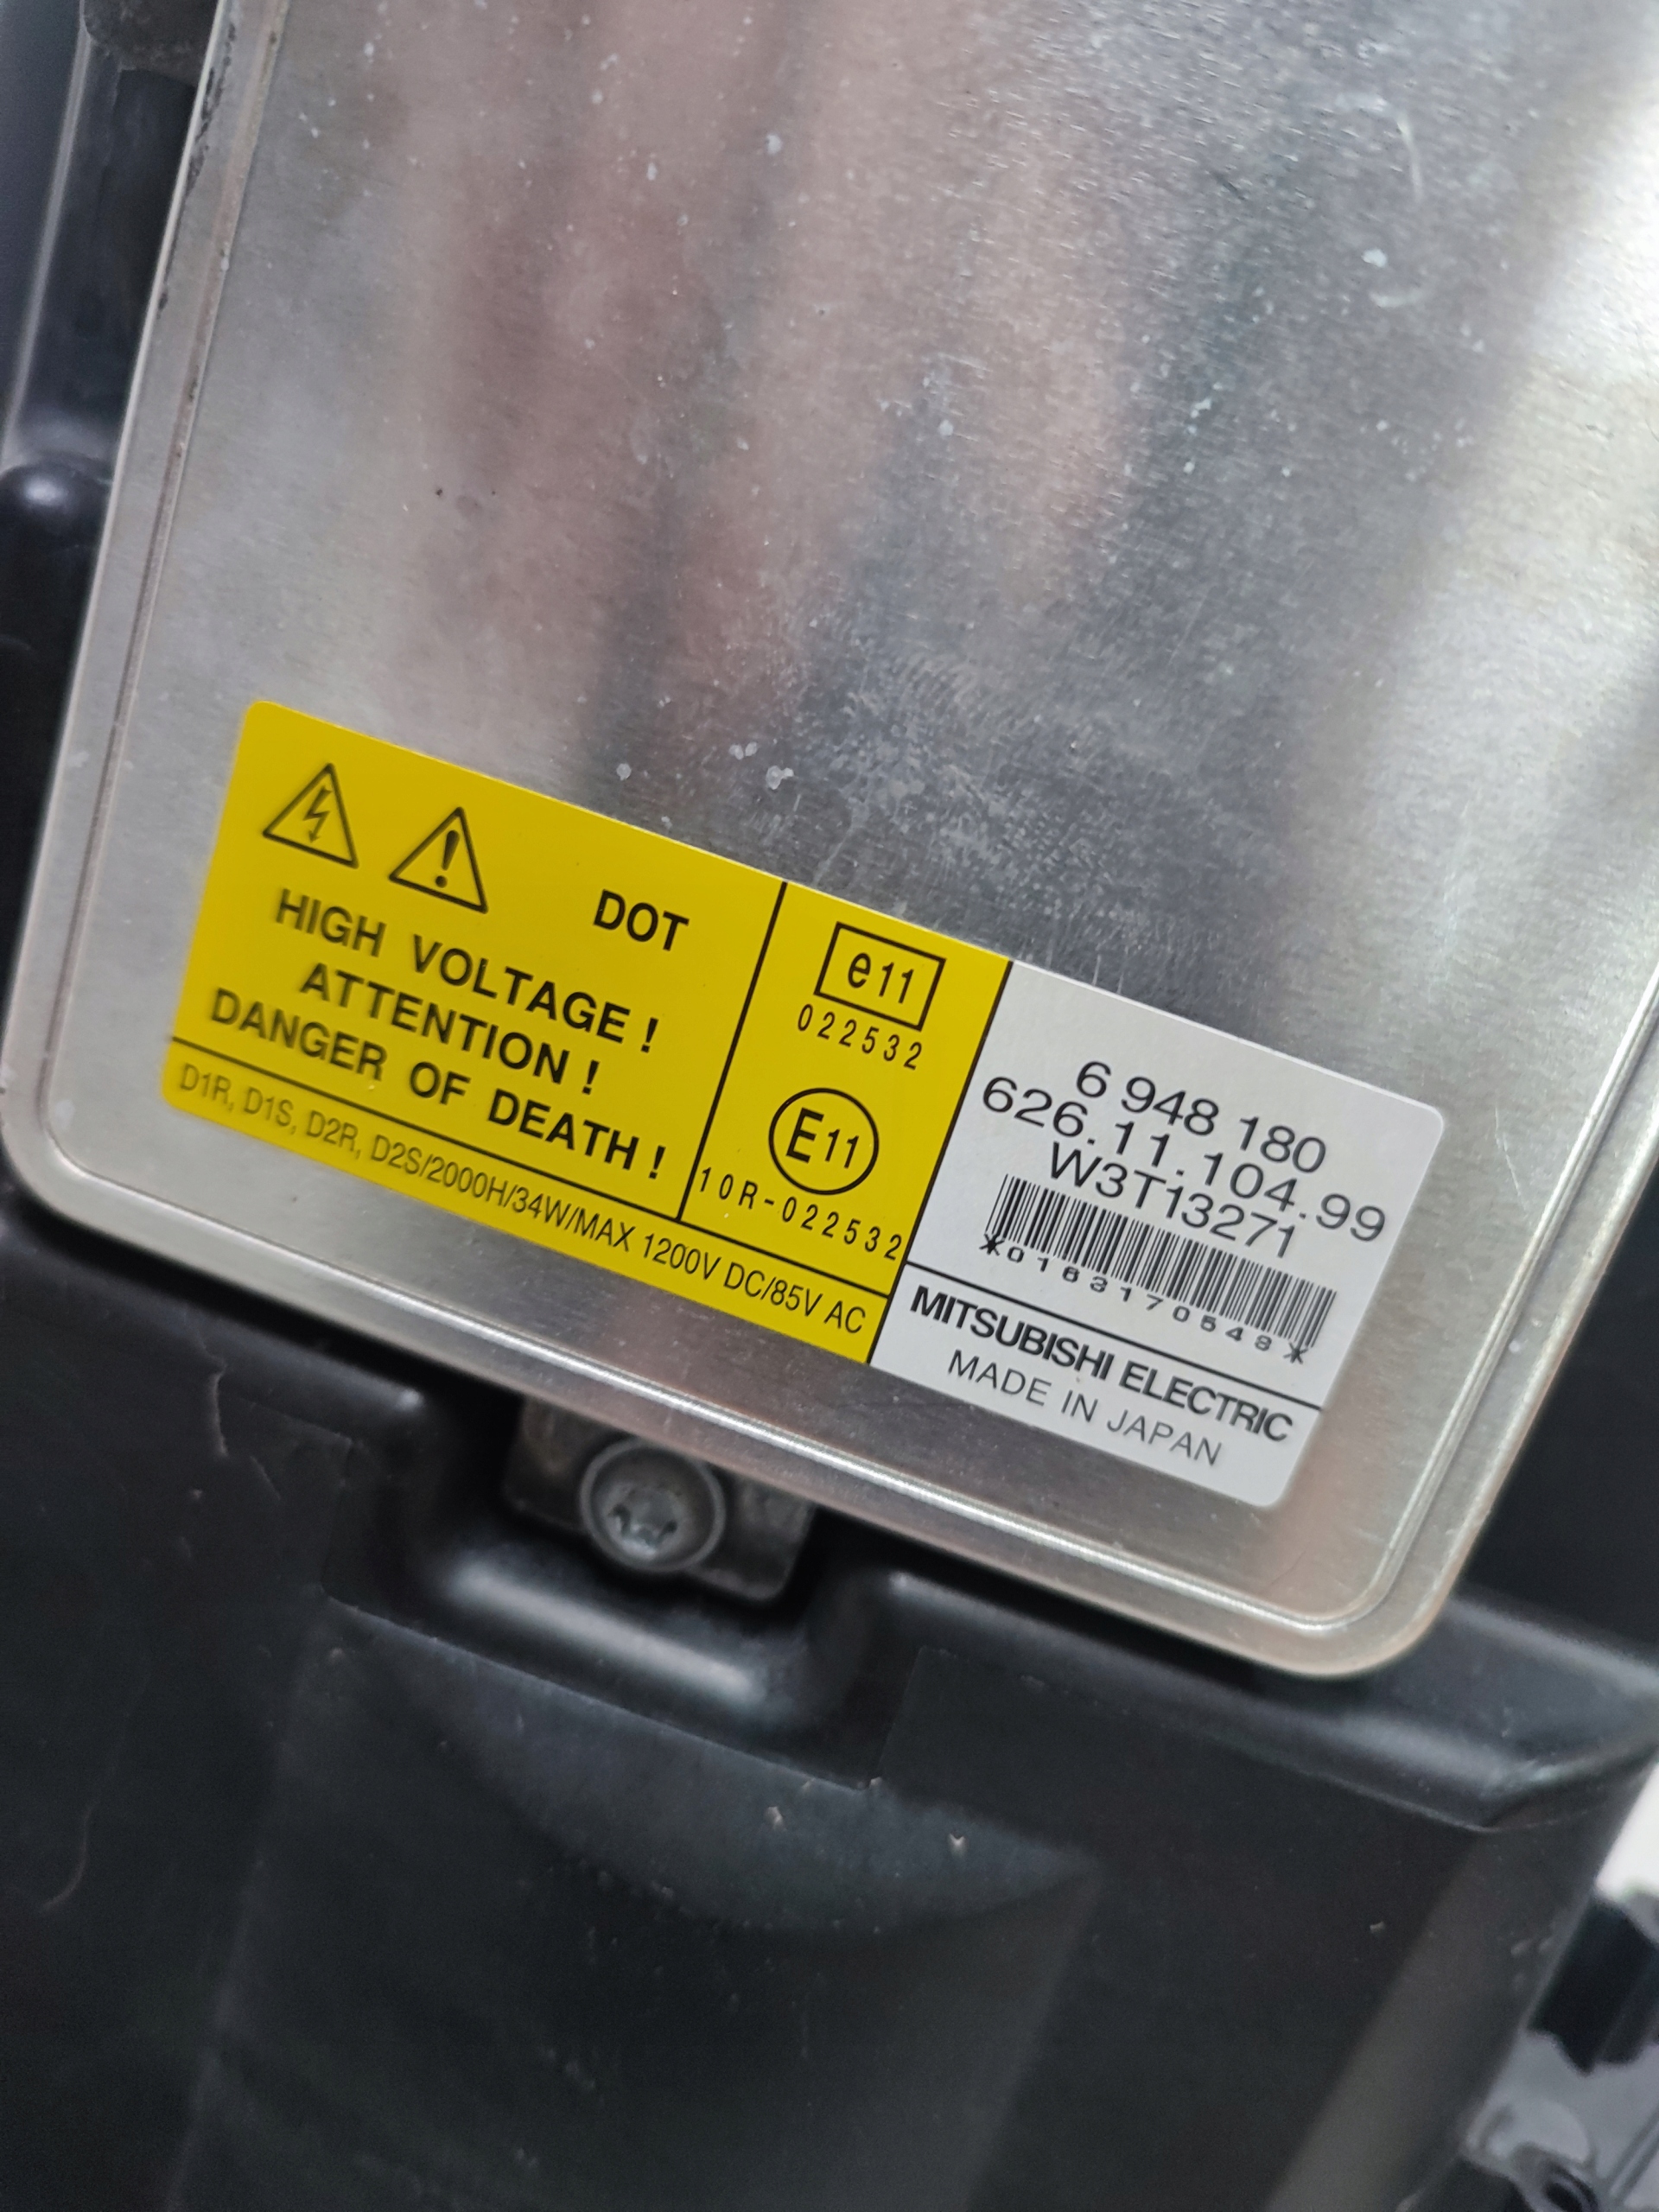 DOT
HIGH VOLTAGE !
ATTENTION !
DANGER OF DEATH !
D1R, D1S, D2R, D2S/2000H/34W/MAX 1200V DC/85V AC
e11
022532
E11
10R-022532
6 948 180
626.11.104.99
W3T13271
*0163170548*
MITSUBISHI ELECTRIC
MADE IN JAPAN